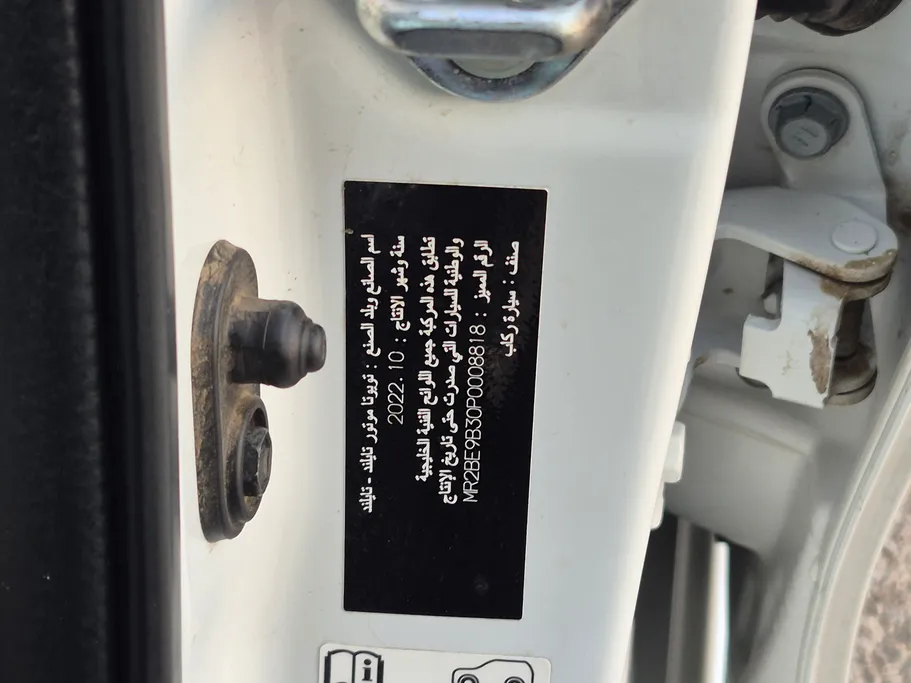 اسم الصانع وبلد الصنع : تويوتا موتور تايلند - تايلند
سنة وشهر الإنتاج : 2022.10
تطابق هذه المركبة جميع اللوائح الفنية الخليجية
والوطنية للسيارات التي صدرت حتى تاريخ الإنتاج
الرقم المميز : MR2BE9B30P0008818
صنف : سيارة ركاب
i